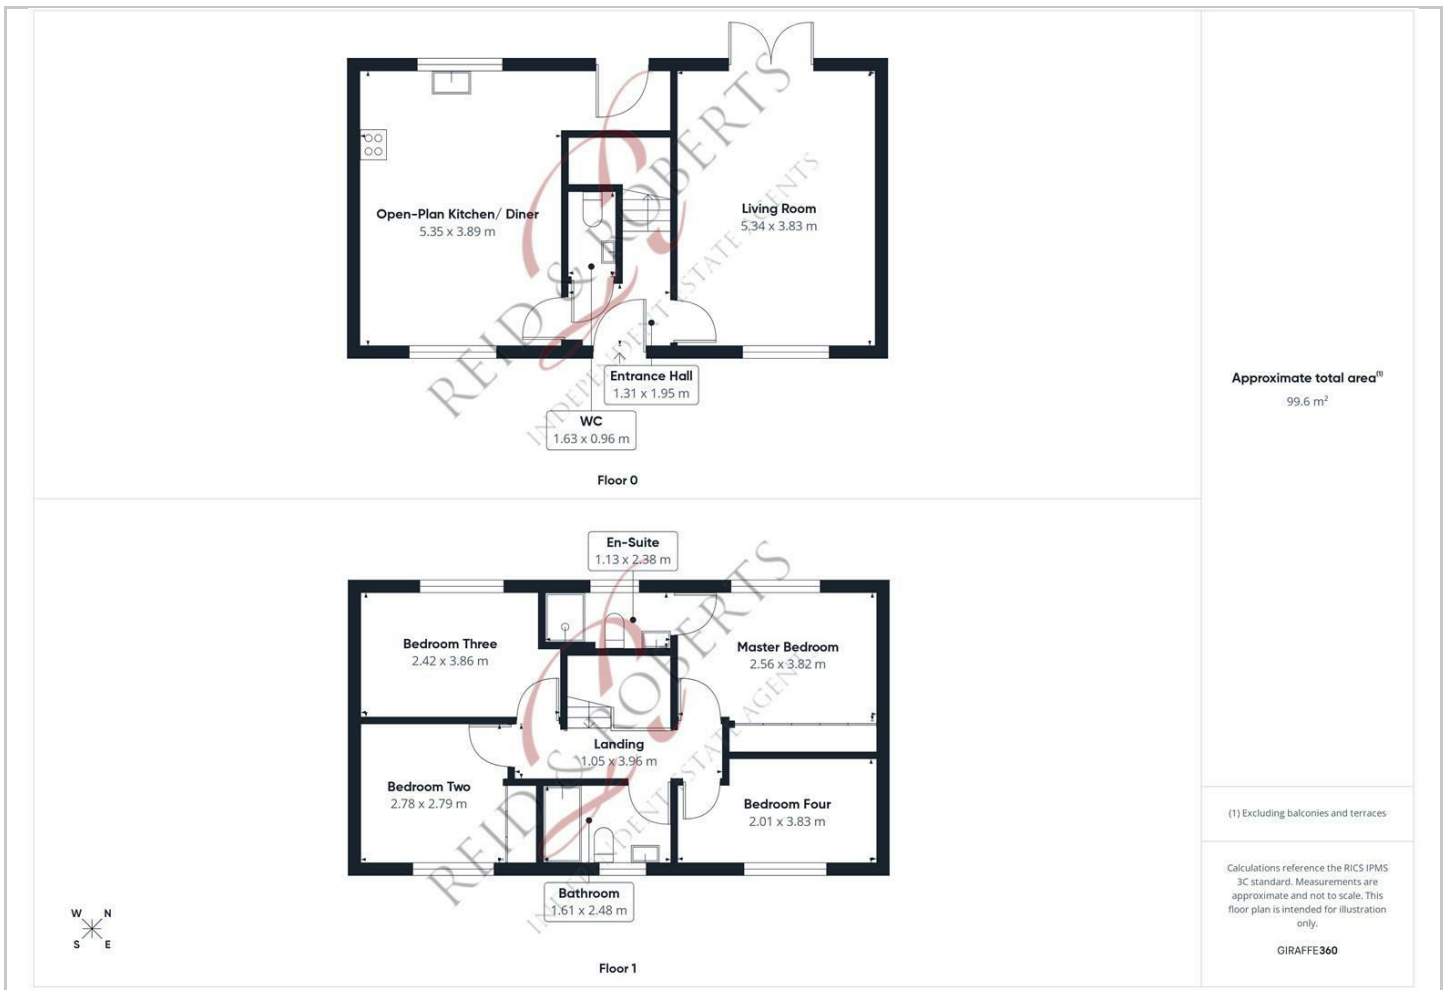 Open-Plan Kitchen/ Diner
5.35 x 3.89 m
Living Room
5.34 x 3.83 m
Entrance Hall
1.31 x 1.95 m
WC
1.63 x 0.96 m
Floor 0
REID & ROBERTS
INDEPENDENT ESTATE AGENTS
Approximate total area(1)
99.6 m²
En-Suite
1.13 x 2.38 m
Bedroom Three
2.42 x 3.86 m
Master Bedroom
2.56 x 3.82 m
Landing
1.05 x 3.96 m
Bedroom Two
2.78 x 2.79 m
Bedroom Four
2.01 x 3.83 m
Bathroom
1.61 x 2.48 m
REID & ROBERTS
INDEPENDENT ESTATE AGENTS
W N
S E
Floor 1
(1) Excluding balconies and terraces
Calculations reference the RICS IPMS
3C standard. Measurements are
approximate and not to scale. This
floor plan is intended for illustration
only.
GIRAFFE360